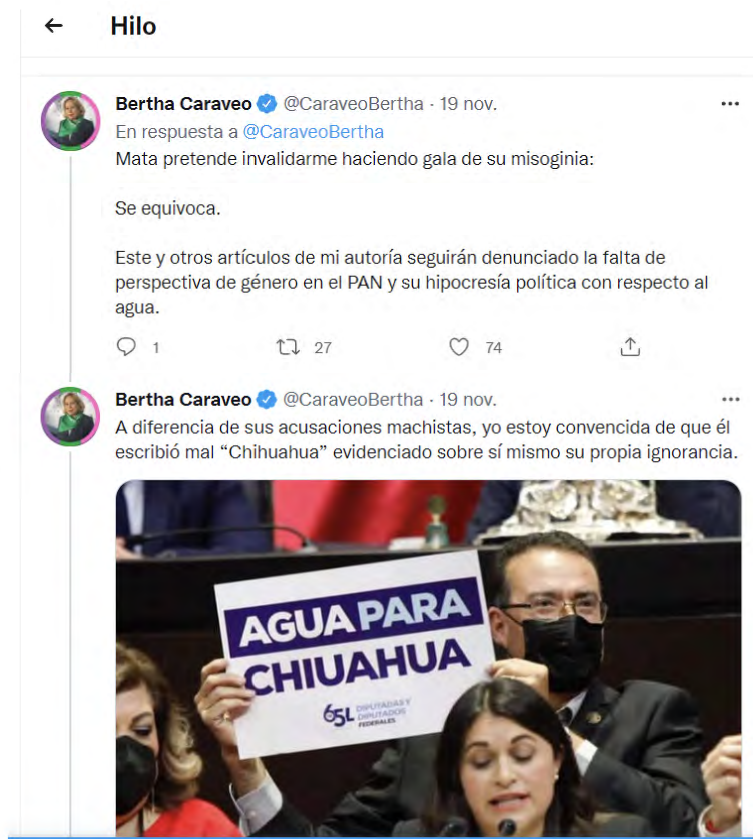 Hilo
Bertha Caraveo @CaraveoBertha · 19 nov.
En respuesta a @CaraveoBertha
Mata pretende invalidarme haciendo gala de su misoginia:
Se equivoca.
Este y otros artículos de mi autoría seguirán denunciado la falta de
perspectiva de género en el PAN y su hipocresía política con respecto al
agua.
1 27 74
Bertha Caraveo @CaraveoBertha · 19 nov.
A diferencia de sus acusaciones machistas, yo estoy convencida de que él
escribió mal “Chihuahua” evidenciado sobre sí mismo su propia ignorancia.
AGUA PARA
CHIUAHUA
65L DIPUTADAS Y
DIPUTADOS
FEDERALES